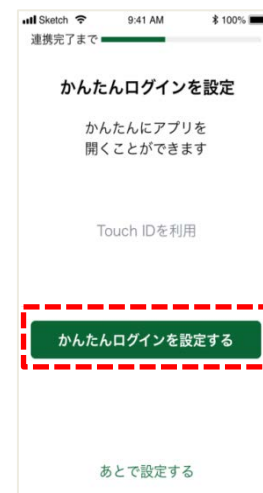 Sketch 9:41 AM 100%
連携完了まで
かんたんログインを設定
かんたんにアプリを
開くことができます
Touch IDを利用
かんたんログインを設定する
あとで設定する